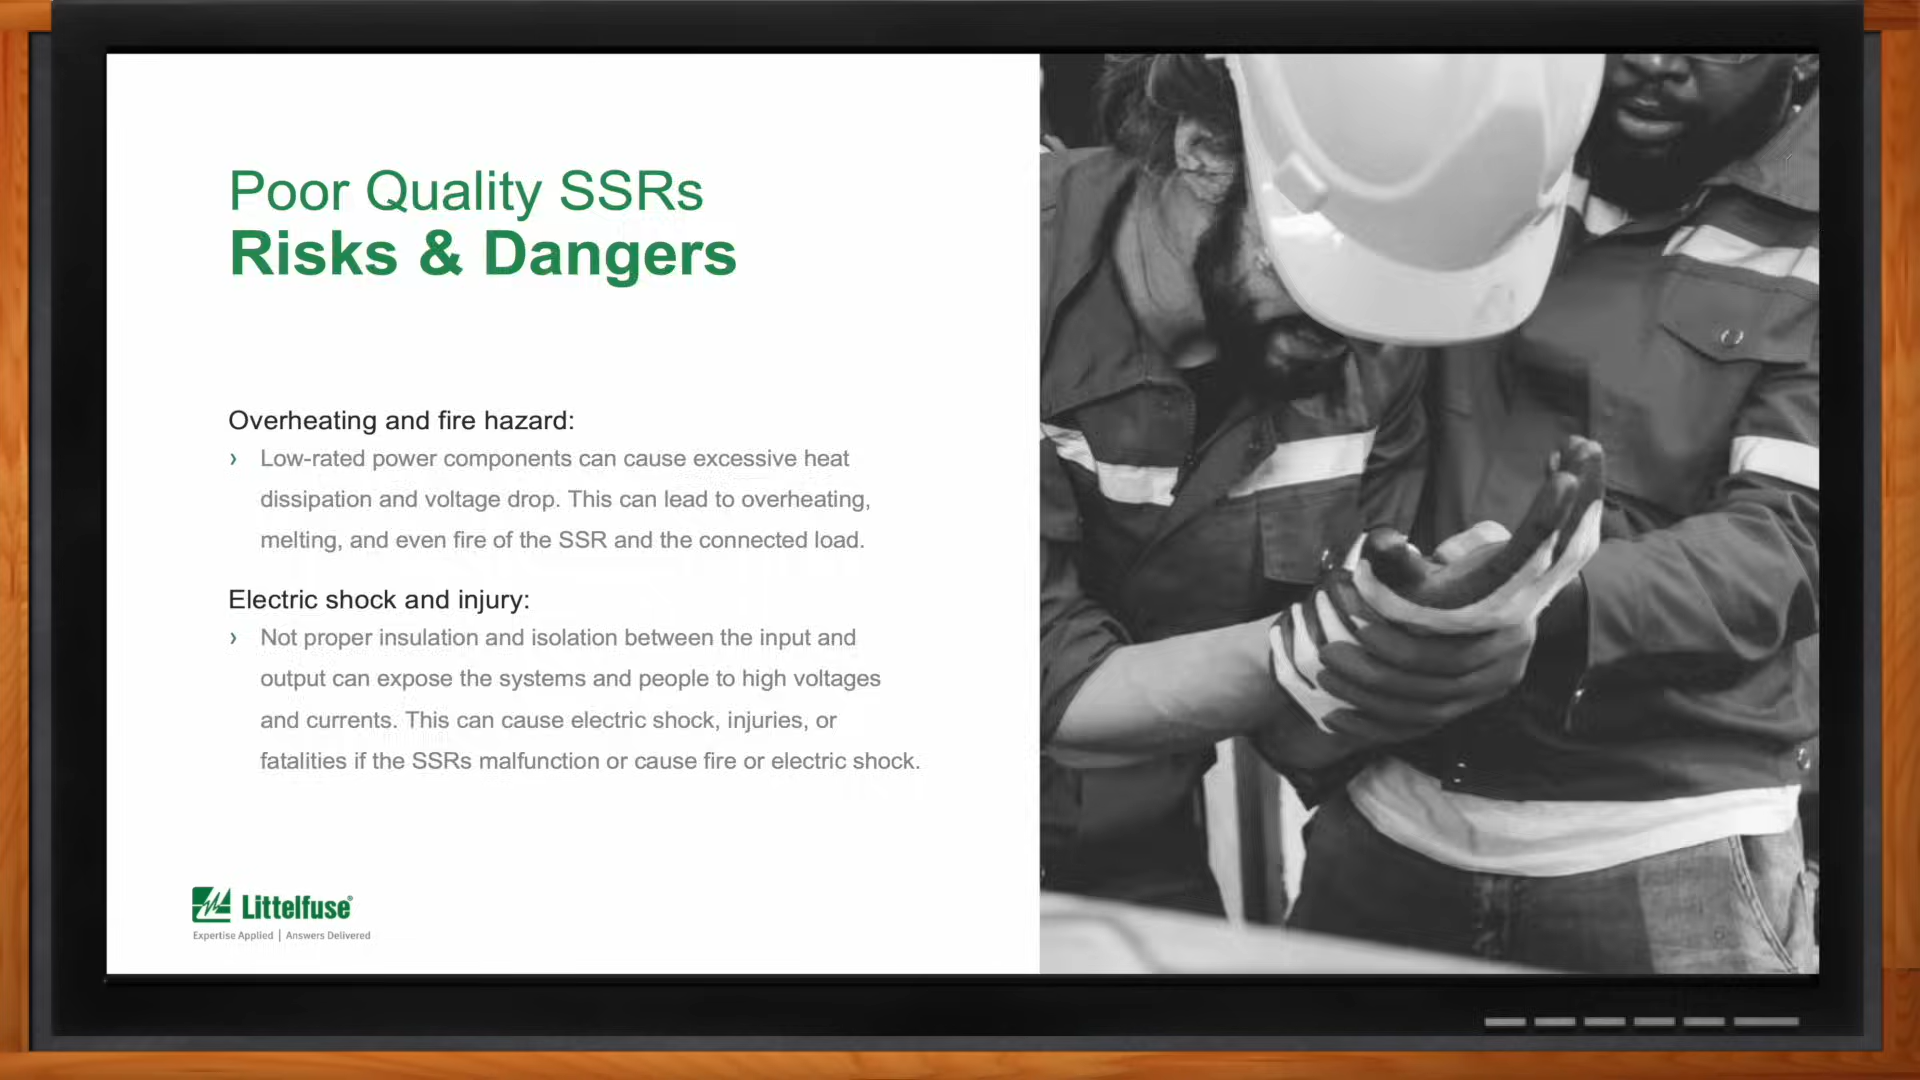 Poor Quality SSRs
Risks & Dangers
Overheating and fire hazard:
› Low-rated power components can cause excessive heat
dissipation and voltage drop. This can lead to overheating,
melting, and even fire of the SSR and the connected load.
Electric shock and injury:
› Not proper insulation and isolation between the input and
output can expose the systems and people to high voltages
and currents. This can cause electric shock, injuries, or
fatalities if the SSRs malfunction or cause fire or electric shock.
Littelfuse®
Expertise Applied | Answers Delivered
6